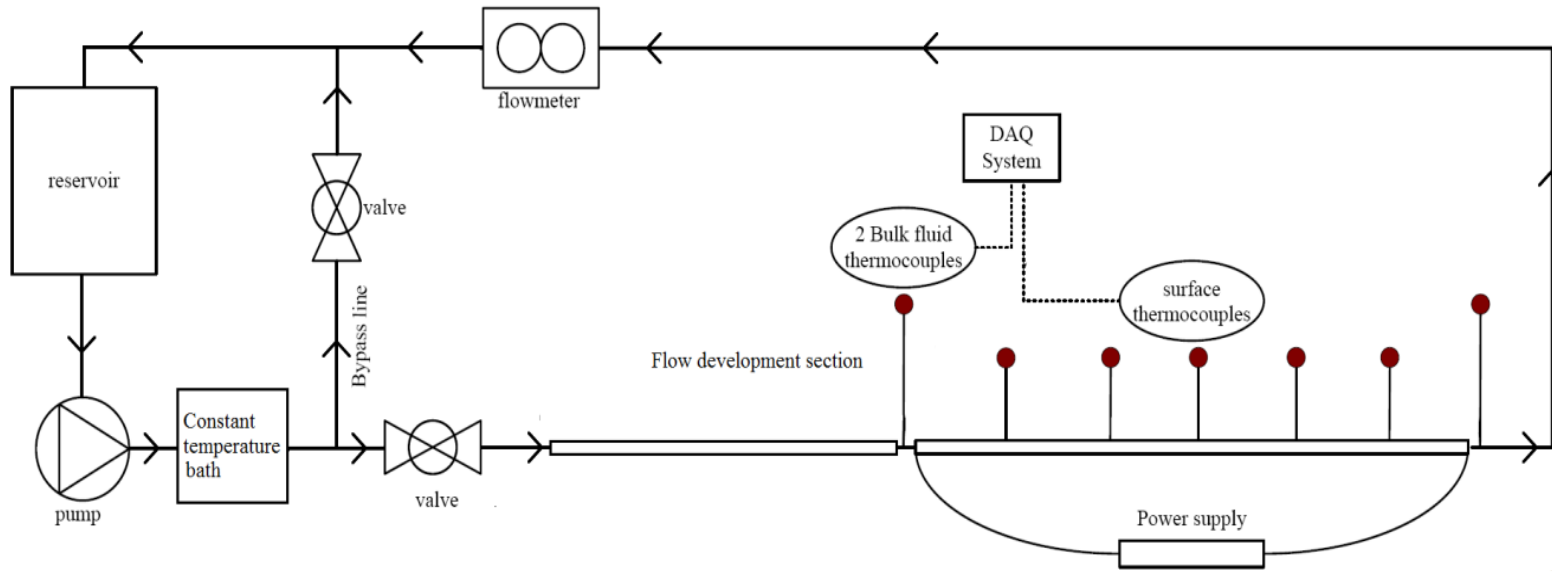 flowmeter
DAQ
System
reservoir
valve
2 Bulk fluid
thermocouples
surface
thermocouples
Bypass line
Flow development section
Constant
temperature
bath
valve
pump
Power supply